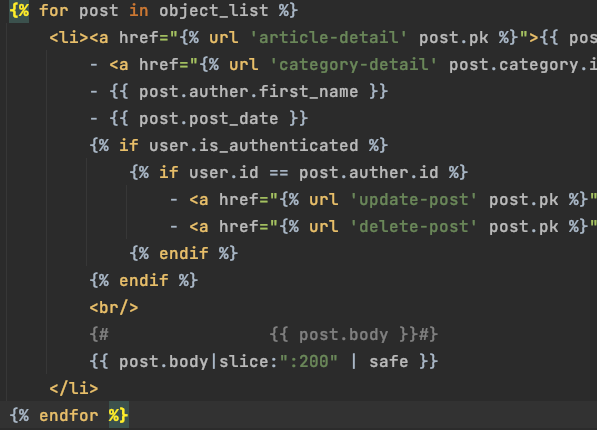 {% for post in object_list %}
<li><a href="{% url 'article-detail' post.pk %}">{{ pos
- <a href="{% url 'category-detail' post.category.i
- {{ post.auther.first_name }}
- {{ post.post_date }}
{% if user.is_authenticated %}
{% if user.id == post.auther.id %}
- <a href="{% url 'update-post' post.pk %}"
- <a href="{% url 'delete-post' post.pk %}"
{% endif %}
{% endif %}
<br/>
{# {{ post.body }}#}
{{ post.body|slice:":200" | safe }}
</li>
{% endfor %}